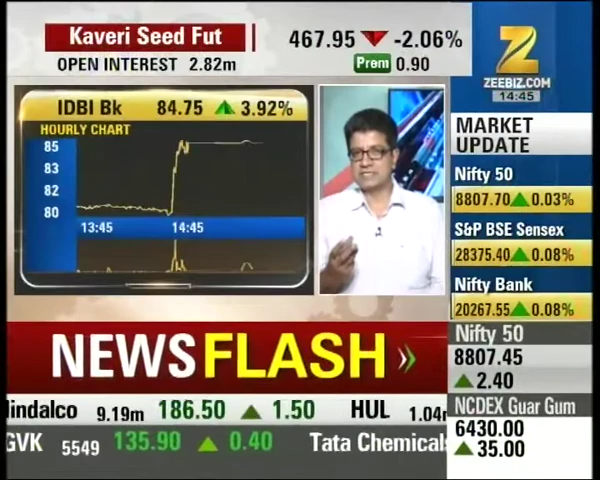 Kaveri Seed Fut
467.95 -2.06%
OPEN INTEREST 2.82m
Prem 0.90
Z
ZEEBIZ.COM
14:45
IDBI Bk 84.75 3.92%
HOURLY CHART
85
83
82
80
13:45 14:45
MARKET
UPDATE
Nifty 50
8807.70 0.03%
S&P BSE Sensex
28375.40 0.08%
Nifty Bank
20267.55 0.08%
Nifty 50
8807.45
2.40
NCDEX Guar Gum
6430.00
35.00
NEWS FLASH
Jindalco 9.19m 186.50 1.50 HUL 1.04m
GVK 5549 135.90 0.40 Tata Chemicals